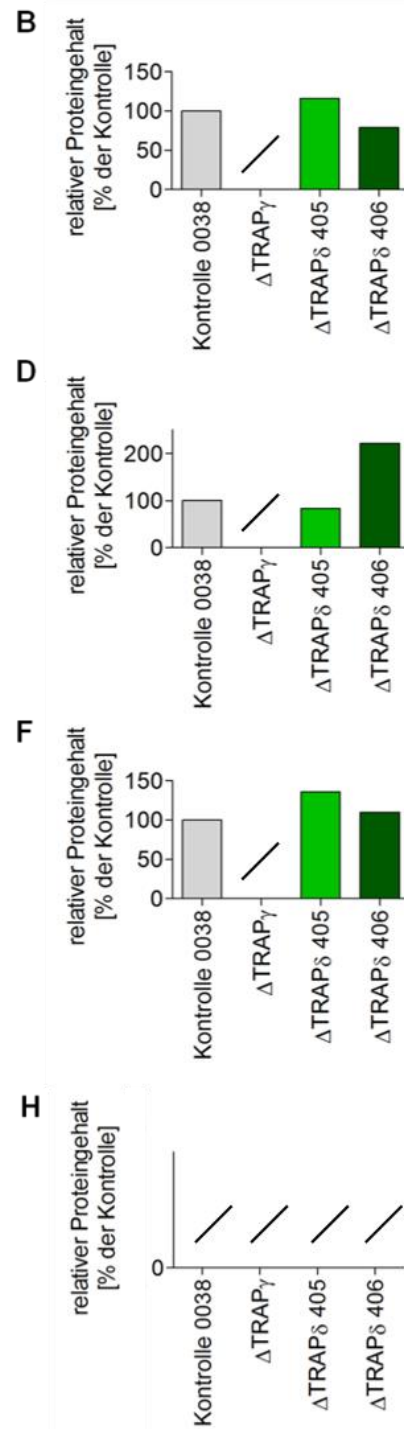 B
relativer Proteingehalt
[% der Kontrolle]
150
100
50
0
Kontrolle 0038
ΔTRAPγ
ΔTRAPδ 405
ΔTRAPδ 406
D
relativer Proteingehalt
[% der Kontrolle]
200
100
0
Kontrolle 0038
ΔTRAPγ
ΔTRAPδ 405
ΔTRAPδ 406
F
relativer Proteingehalt
[% der Kontrolle]
150
100
50
0
Kontrolle 0038
ΔTRAPγ
ΔTRAPδ 405
ΔTRAPδ 406
H
relativer Proteingehalt
[% der Kontrolle]
0
Kontrolle 0038
ΔTRAPγ
ΔTRAPδ 405
ΔTRAPδ 406